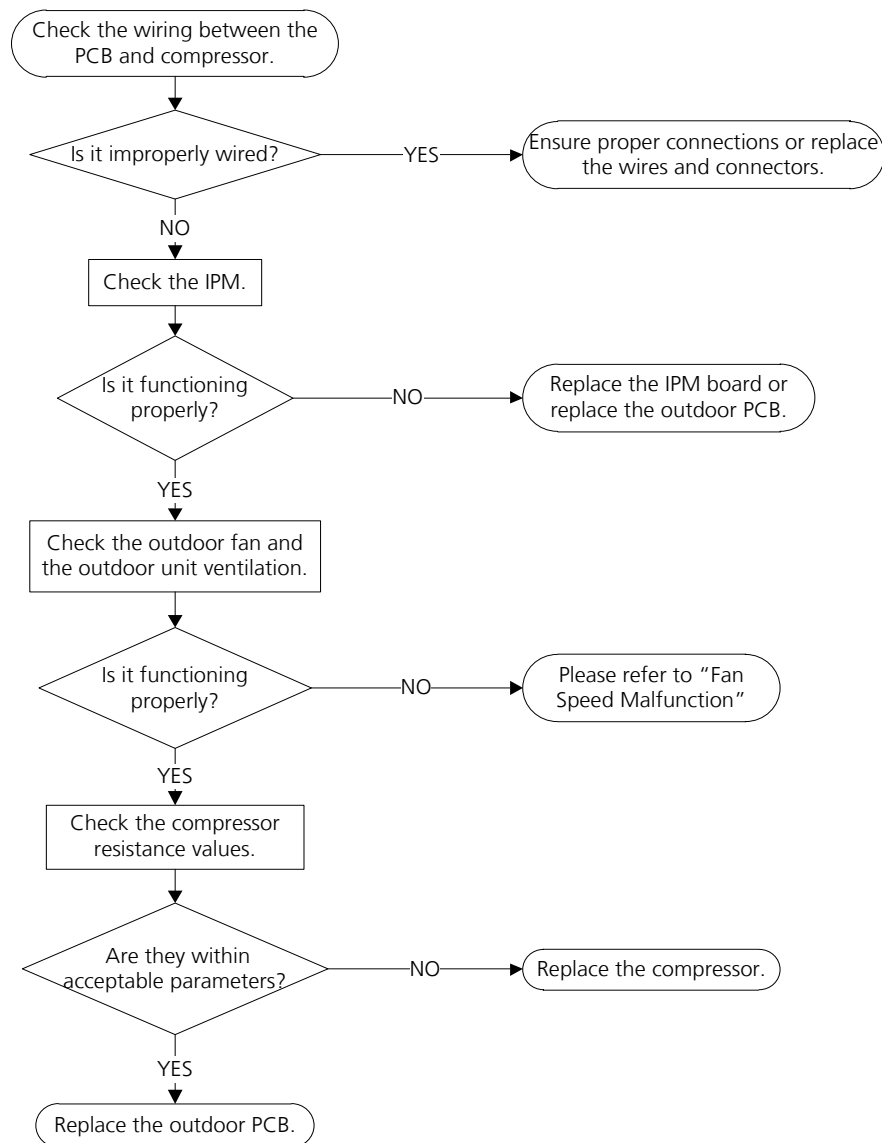 Check the wiring between the
PCB and compressor.
Is it improperly wired?
YES
Ensure proper connections or replace
the wires and connectors.
NO
Check the IPM.
Is it functioning
properly?
NO
Replace the IPM board or
replace the outdoor PCB.
YES
Check the outdoor fan and
the outdoor unit ventilation.
Is it functioning
properly?
NO
Please refer to “Fan
Speed Malfunction”
YES
Check the compressor
resistance values.
Are they within
acceptable parameters?
NO
Replace the compressor.
YES
Replace the outdoor PCB.